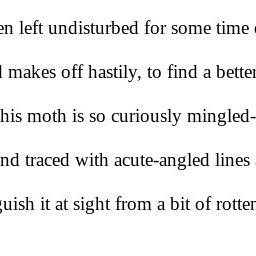 en left undisturbed for some time
makes off hastily, to find a better
his moth is so curiously mingled-
nd traced with acute-angled lines
guish it at sight from a bit of rotten